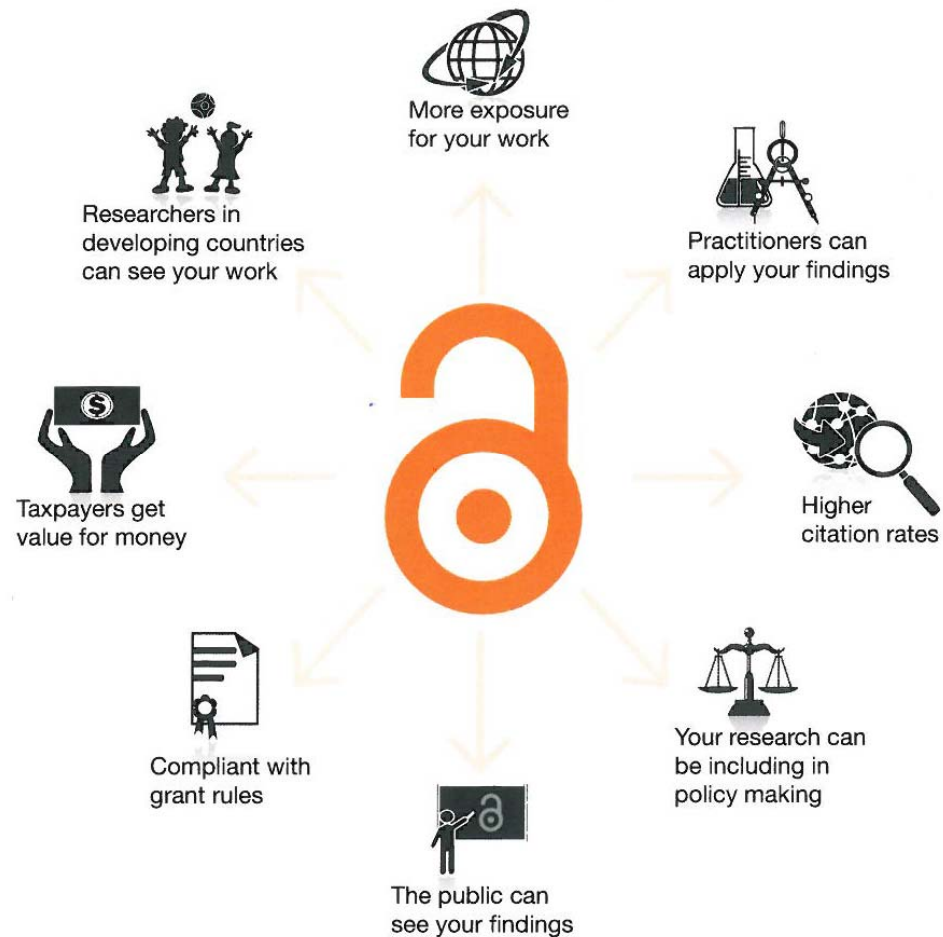 More exposure
for your work
Practitioners can
apply your findings
Higher
citation rates
Your research can
be including in
policy making
The public can
see your findings
Compliant with
grant rules
Taxpayers get
value for money
$
Researchers in
developing countries
can see your work